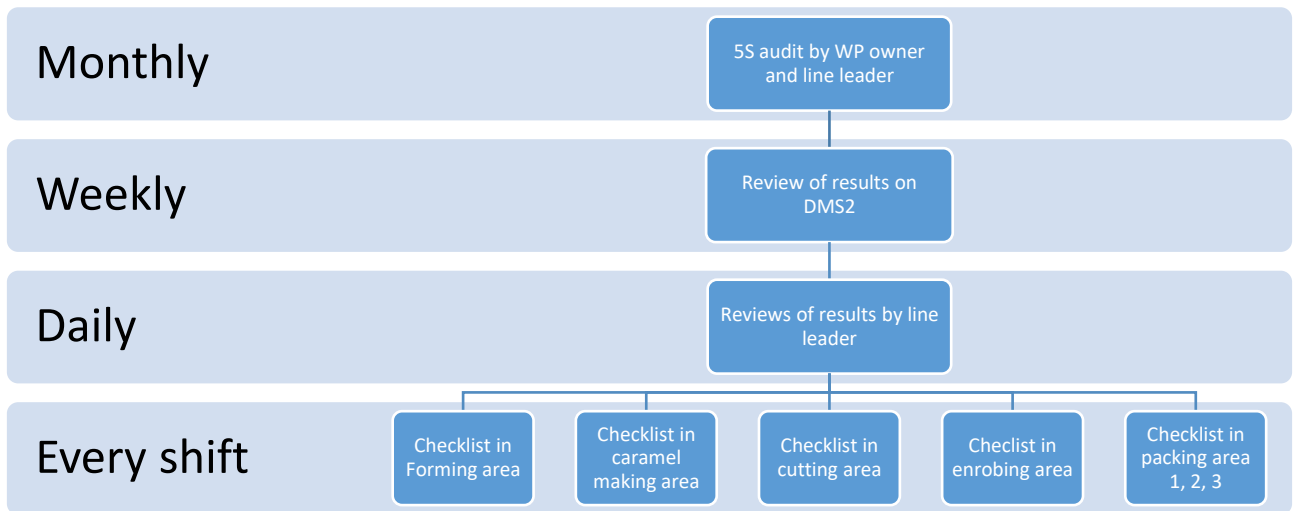 Monthly
5S audit by WP owner
and line leader
Weekly
Review of results on
DMS2
Daily
Reviews of results by line
leader
Every shift
Checklist in
Forming area
Checklist in
caramel
making area
Checklist in
cutting area
Checlist in
enrobing area
Checklist in
packing area
1, 2, 3